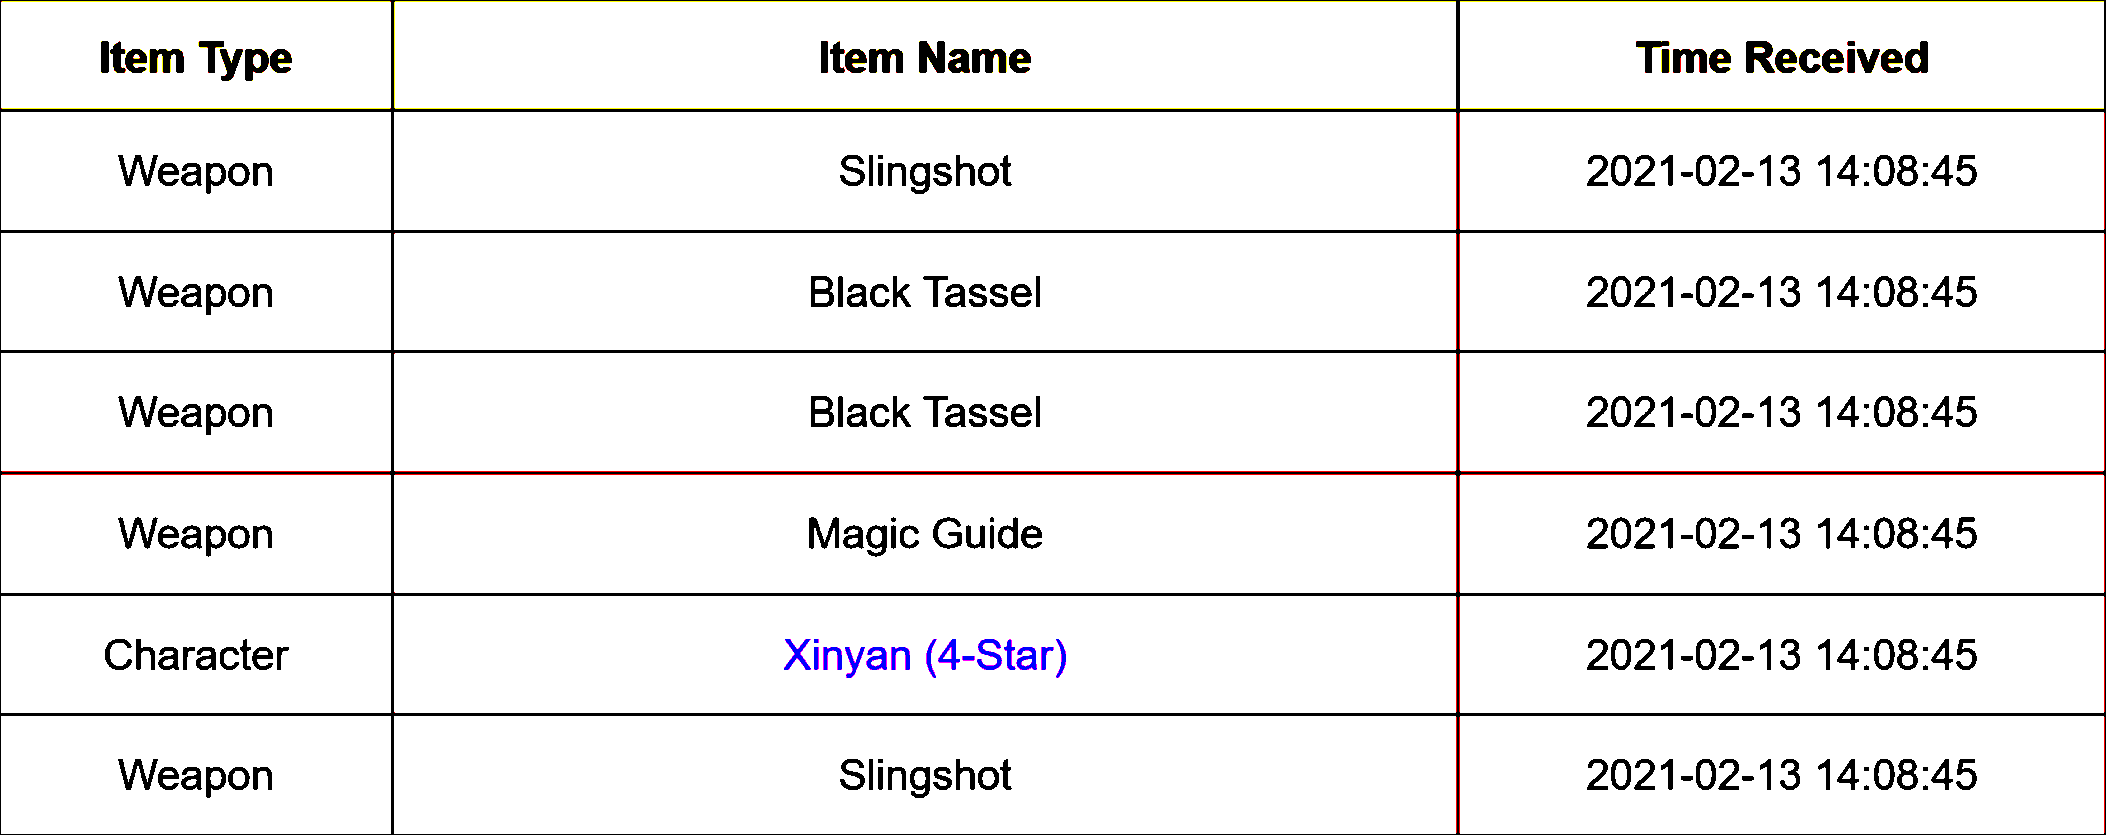 Item Type Item Name Time Received
Weapon Slingshot 2021-02-13 14:08:45
Weapon Black Tassel 2021-02-13 14:08:45
Weapon Black Tassel 2021-02-13 14:08:45
Weapon Magic Guide 2021-02-13 14:08:45
Character Xinyan (4-Star) 2021-02-13 14:08:45
Weapon Slingshot 2021-02-13 14:08:45